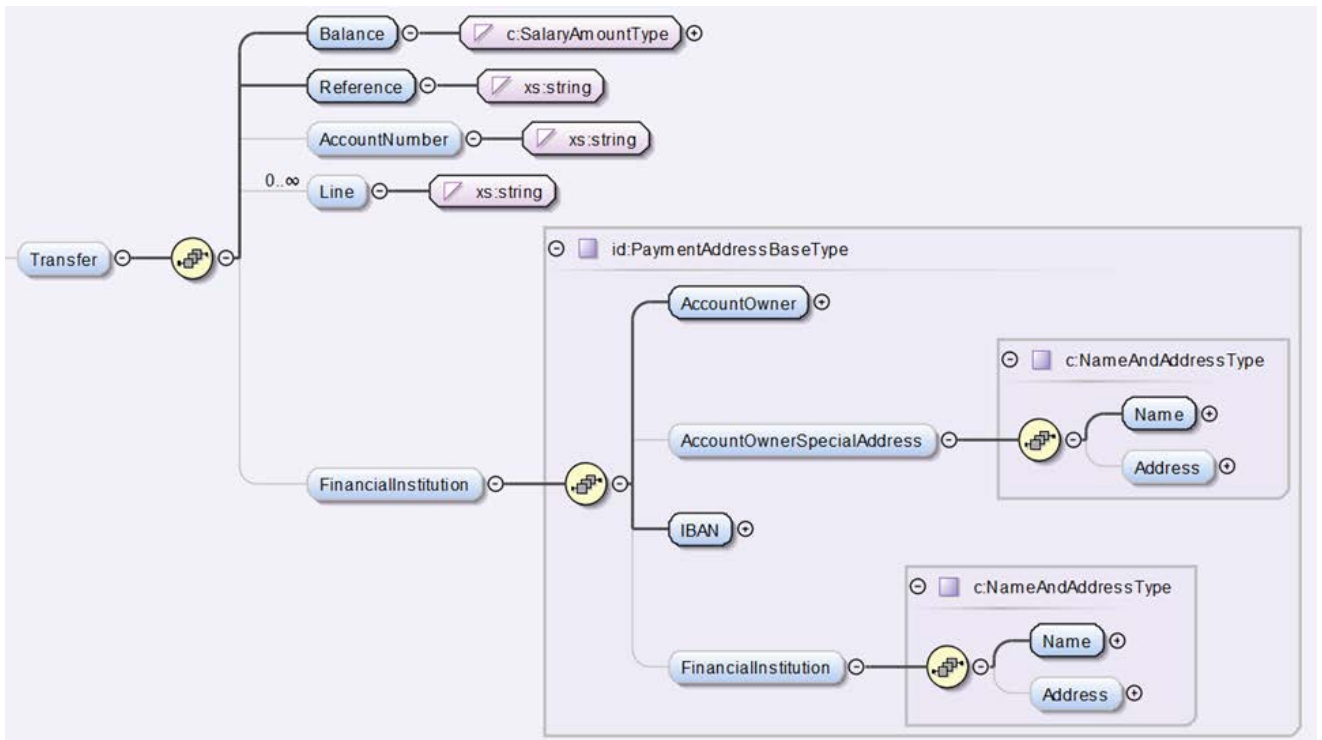 Balance c:SalaryAmountType
Reference xs:string
AccountNumber xs:string
0..∞ Line xs:string
Transfer
id:PaymentAddressBaseType
AccountOwner
c:NameAndAddressType
Name
AccountOwnerSpecialAddress
Address
FinancialInstitution
IBAN
c:NameAndAddressType
Name
FinancialInstitution
Address